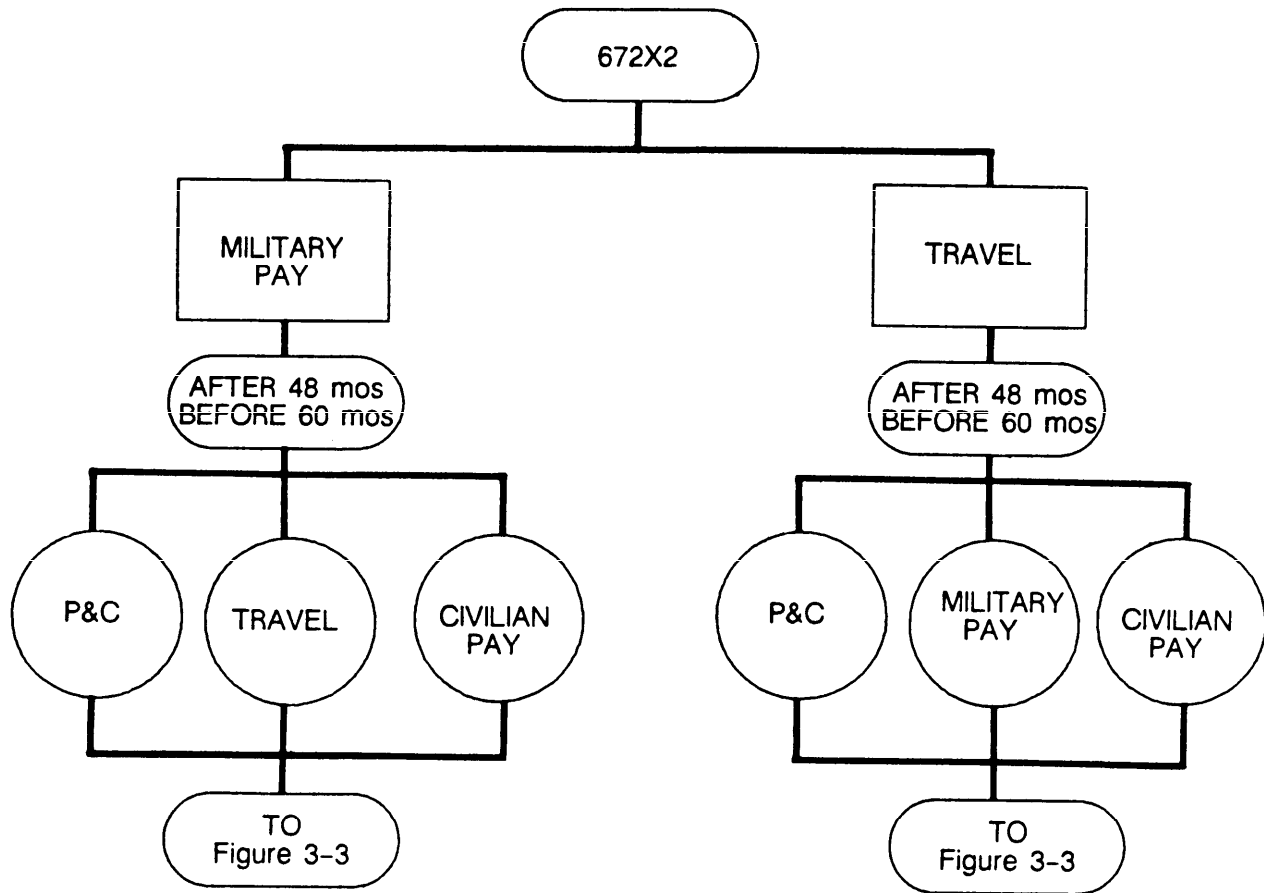 672X2
MILITARY
PAY
TRAVEL
AFTER 48 mos
BEFORE 60 mos
AFTER 48 mos
BEFORE 60 mos
P&C
TRAVEL
CIVILIAN
PAY
P&C
MILITARY
PAY
CIVILIAN
PAY
TO
Figure 3-3
TO
Figure 3-3